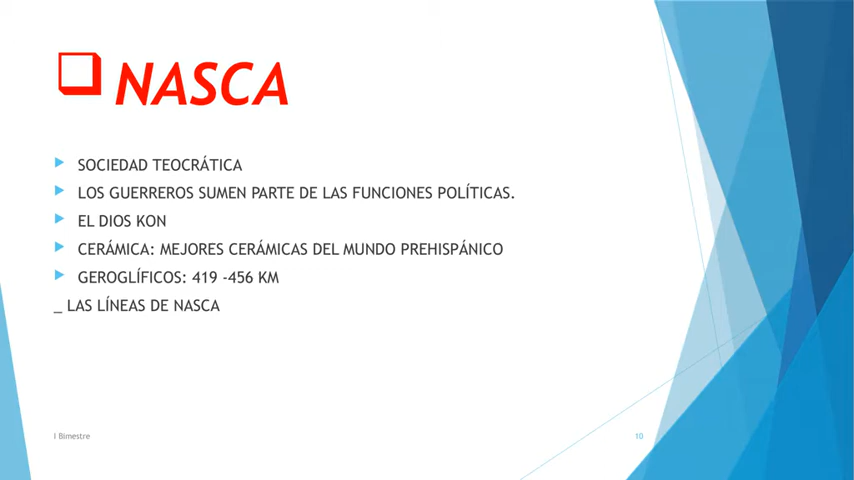 NASCA
SOCIEDAD TEOCRÁTICA
LOS GUERREROS SUMEN PARTE DE LAS FUNCIONES POLÍTICAS.
EL DIOS KON
CERÁMICA: MEJORES CERÁMICAS DEL MUNDO PREHISPÁNICO
GEROGLÍFICOS: 419 -456 KM
_ LAS LÍNEAS DE NASCA
I Bimestre
10